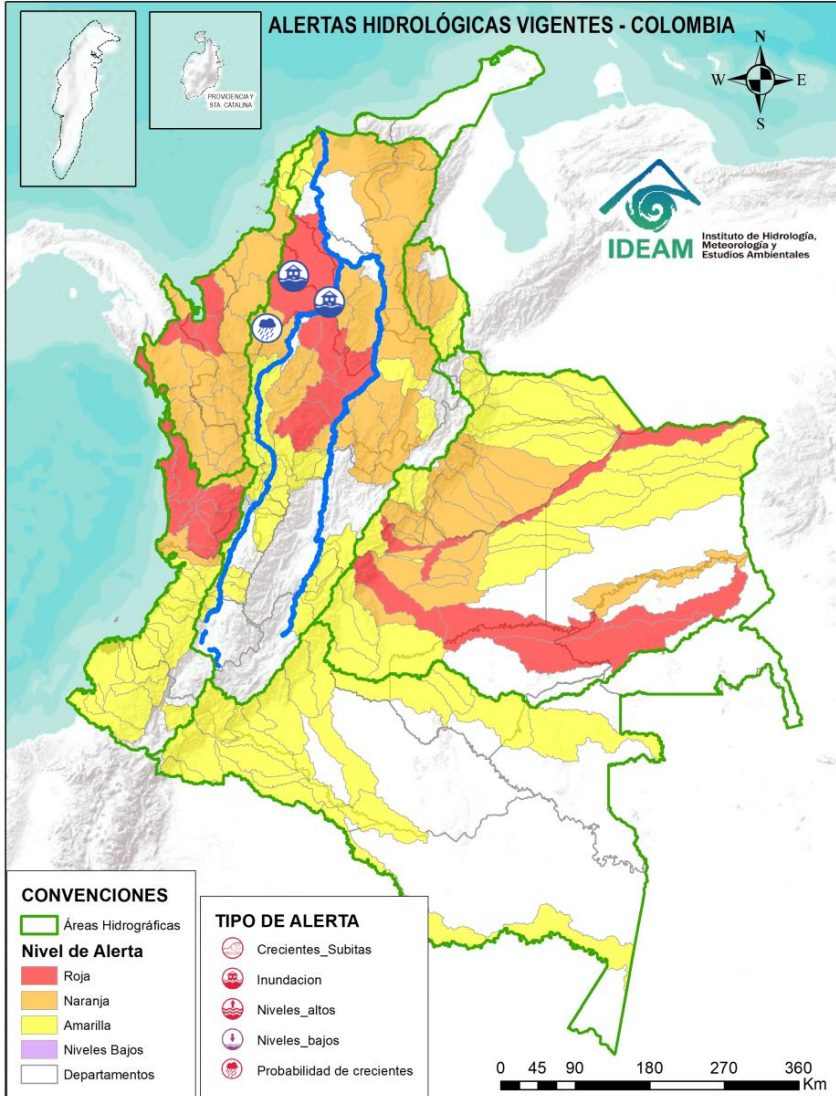 ALERTAS HIDROLÓGICAS VIGENTES - COLOMBIA
PROVIDENCIA Y
STA. CATALINA
N
W
E
S
IDEAM
Instituto de Hidrología,
Meteorología y
Estudios Ambientales
CONVENCIONES
Áreas Hidrográficas
Nivel de Alerta
Roja
Naranja
Amarilla
Niveles Bajos
Departamentos
TIPO DE ALERTA
Crecientes_Subitas
Inundacion
Niveles_altos
Niveles_bajos
Probabilidad de crecientes
0 45 90 180 270 360
Km